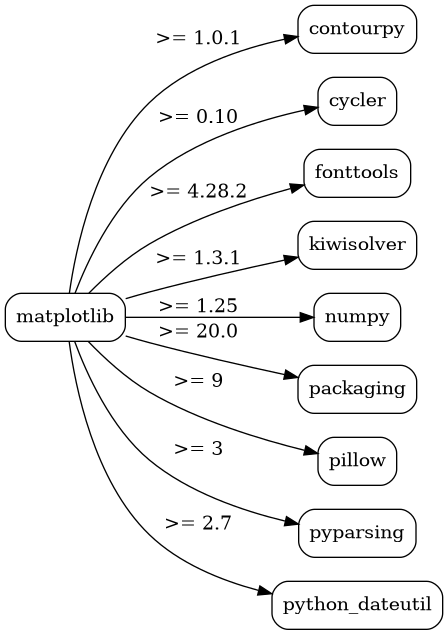 >= 1.0.1
contourpy
>= 0.10
cycler
>= 4.28.2
fonttools
>= 1.3.1
kiwisolver
matplotlib
>= 1.25
numpy
>= 20.0
packaging
>= 9
pillow
>= 3
pyparsing
>= 2.7
python_dateutil